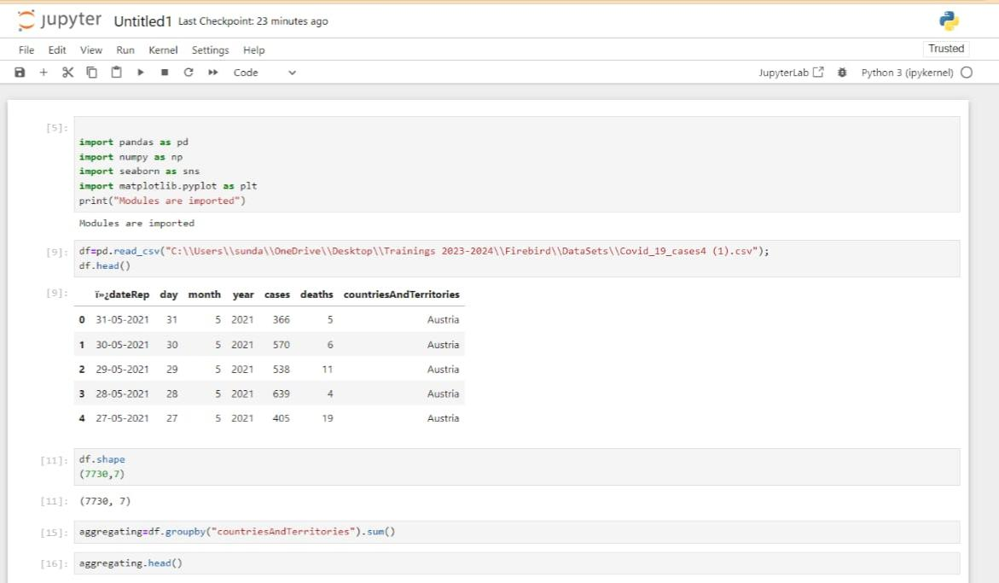 jupyter Untitled1 Last Checkpoint: 23 minutes ago
File Edit View Run Kernel Settings Help Trusted
Code JupyterLab Python 3 (ipykernel)
[5]:
import pandas as pd
import numpy as np
import seaborn as sns
import matplotlib.pyplot as plt
print("Modules are imported")
Modules are imported
[9]: df=pd.read_csv("C:\\Users\\sunda\\OneDrive\\Desktop\\Trainings 2023-2024\\Firebird\\DataSets\\Covid_19_cases4 (1).csv");
df.head()
[9]: ï»¿dateRep day month year cases deaths countriesAndTerritories
0 31-05-2021 31 5 2021 366 5 Austria
1 30-05-2021 30 5 2021 570 6 Austria
2 29-05-2021 29 5 2021 538 11 Austria
3 28-05-2021 28 5 2021 639 4 Austria
4 27-05-2021 27 5 2021 405 19 Austria
[11]: df.shape
(7730,7)
[11]: (7730, 7)
[15]: aggregating=df.groupby("countriesAndTerritories").sum()
[16]: aggregating.head()